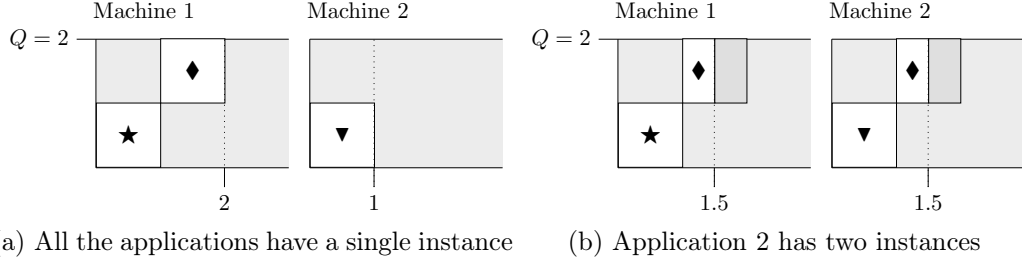 Machine 1 Machine 2 Machine 1 Machine 2
Q = 2 Q = 2
2 1 1.5 1.5
a) All the applications have a single instance (b) Application 2 has two instances